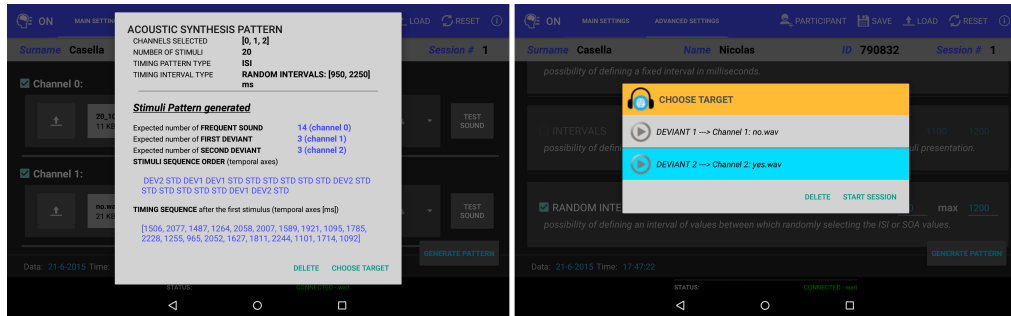 ON MAIN SETTIN LOAD RESET
Surname Casella Session # 1
ACOUSTIC SYNTHESIS PATTERN
CHANNELS SELECTED [0, 1, 2]
NUMBER OF STIMULI 20
TIMING PATTERN TYPE ISI
TIMING INTERVAL TYPE RANDOM INTERVALS: [950, 2250]
ms
Stimuli Pattern generated
Expected number of FREQUENT SOUND 14 (channel 0)
Expected number of FIRST DEVIANT 3 (channel 1)
Expected number of SECOND DEVIANT 3 (channel 2)
STIMULI SEQUENCE ORDER (temporal axes)
DEV2 STD DEV1 DEV1 STD STD STD STD STD STD DEV2 STD
STD STD STD STD STD DEV1 DEV2 STD
TIMING SEQUENCE after the first stimulus (temporal axes [ms])
[1506, 2077, 1487, 1264, 2058, 2007, 1589, 1921, 1095, 1785,
2228, 1255, 965, 2052, 1627, 1811, 2244, 1101, 1714, 1092]
DELETE CHOOSE TARGET
Channel 0:
20_10
11 KB
TEST
SOUND
Channel 1:
no.wa
21 KB
TEST
SOUND
GENERATE PATTERN
Data: 21-6-2015 Time:
STATUS: CONNECTED - wait
ON MAIN SETTINGS ADVANCED SETTINGS PARTICIPANT SAVE LOAD RESET
Surname Casella Name Nicolas ID 790832 Session # 1
possibility of defining a fixed interval in milliseconds.
CHOOSE TARGET
DEVIANT 1 ---> Channel 1: no.wav
DEVIANT 2 ---> Channel 2: yes.wav
DELETE START SESSION
INTERVALS 1100 1200
possibility of defin uli presentation.
RANDOM INTE 0 max 1200
possibility of defining an interval of values between which randomly selecting the ISI or SOA values.
GENERATE PATTERN
Data: 21-6-2015 Time: 17:47:22
STATUS: CONNECTED - wait